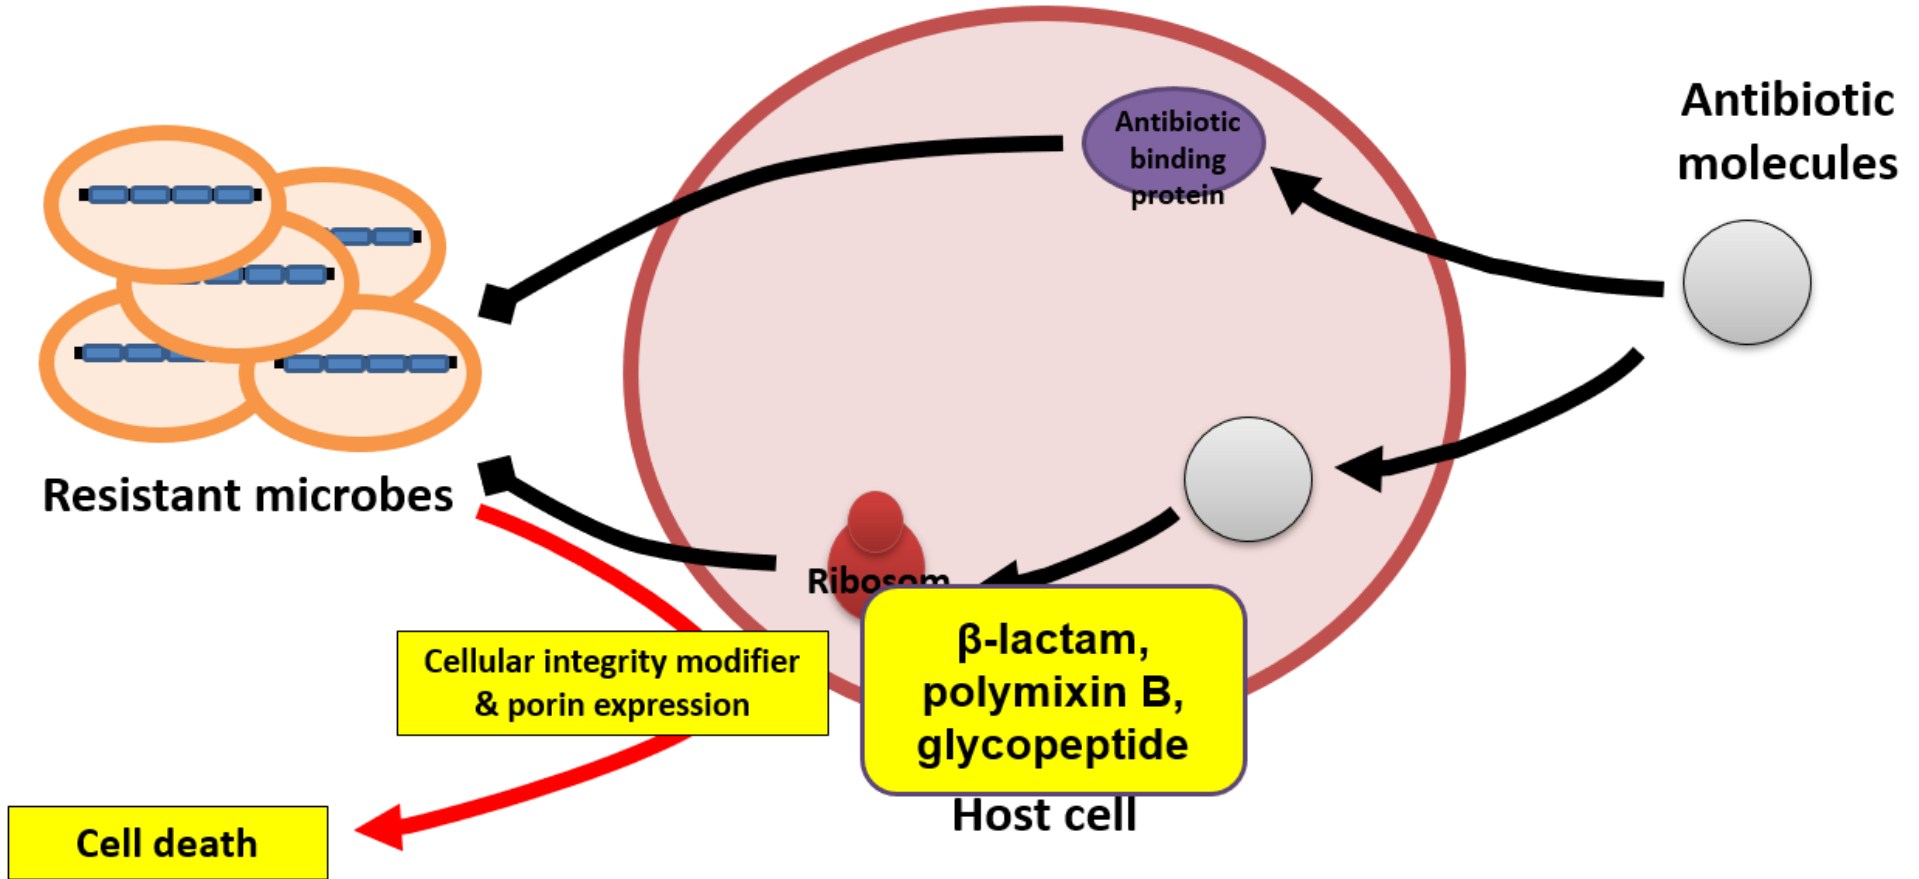 Antibiotic
molecules
Antibiotic
binding
protein
Resistant microbes
Ribosom
Cellular integrity modifier
& porin expression
β-lactam,
polymixin B,
glycopeptide
Host cell
Cell death